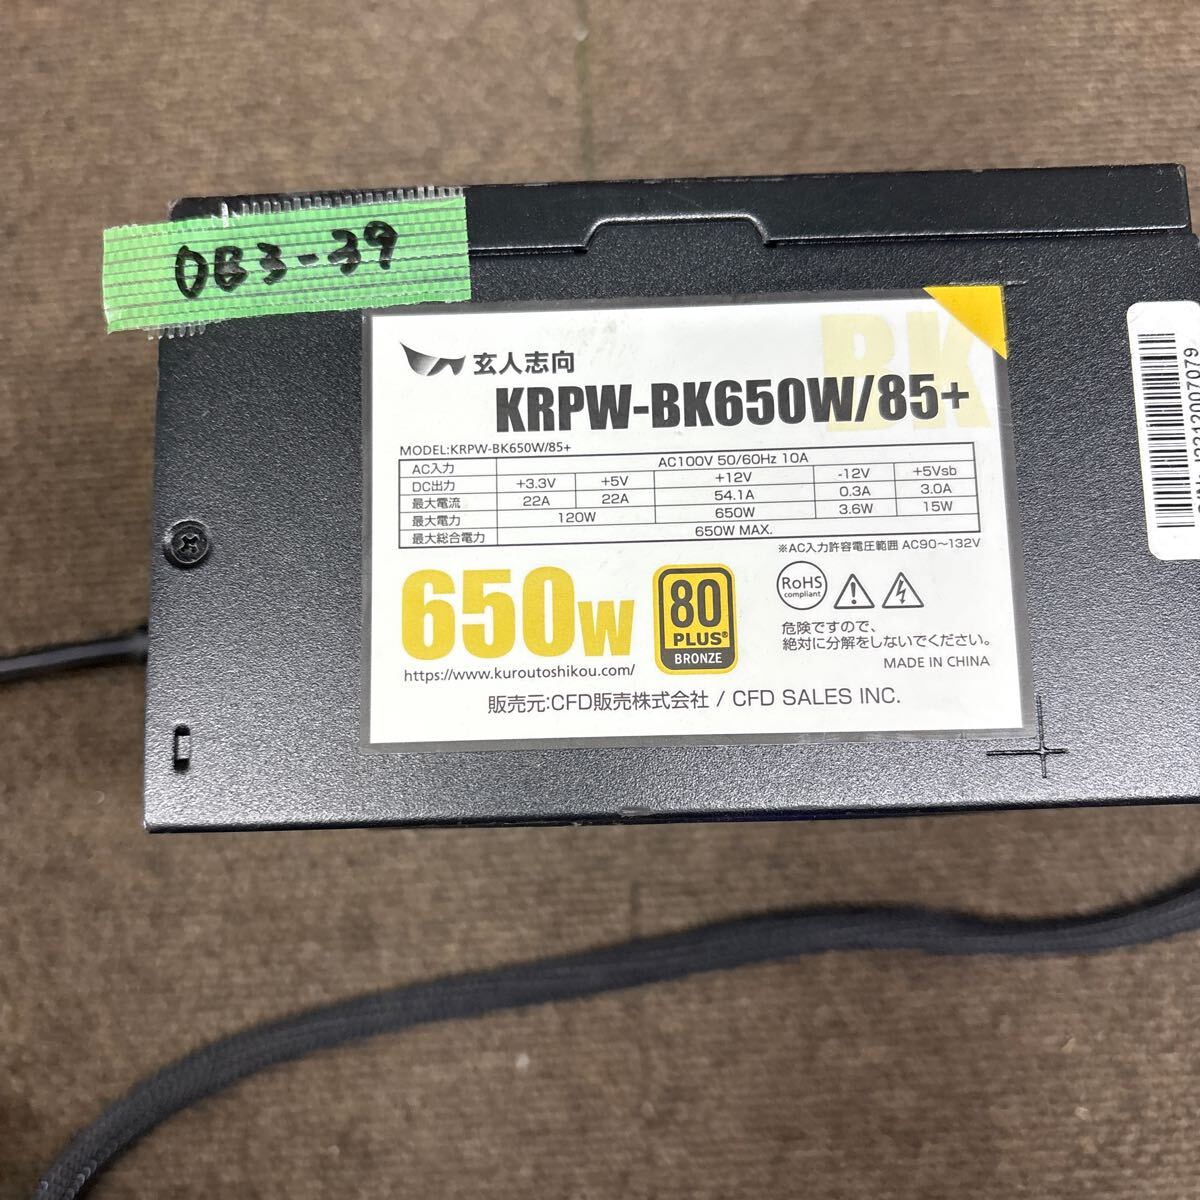 DB3-39
BK
玄人志向
KRPW-BK650W/85+
MODEL:KRPW-BK650W/85+
AC入力 AC100V 50/60Hz 10A
DC出力 +3.3V +5V +12V -12V +5Vsb
最大電流 22A 22A 54.1A 0.3A 3.0A
最大電力 120W 650W 3.6W 15W
最大総合電力 650W MAX.
※AC入力許容電圧範囲 AC90～132V
650W
80
PLUS®
BRONZE
RoHS
compliant
危険ですので、
絶対に分解をしないでください。
MADE IN CHINA
https://www.kuroutoshikou.com/
販売元:CFD販売株式会社 / CFD SALES INC.